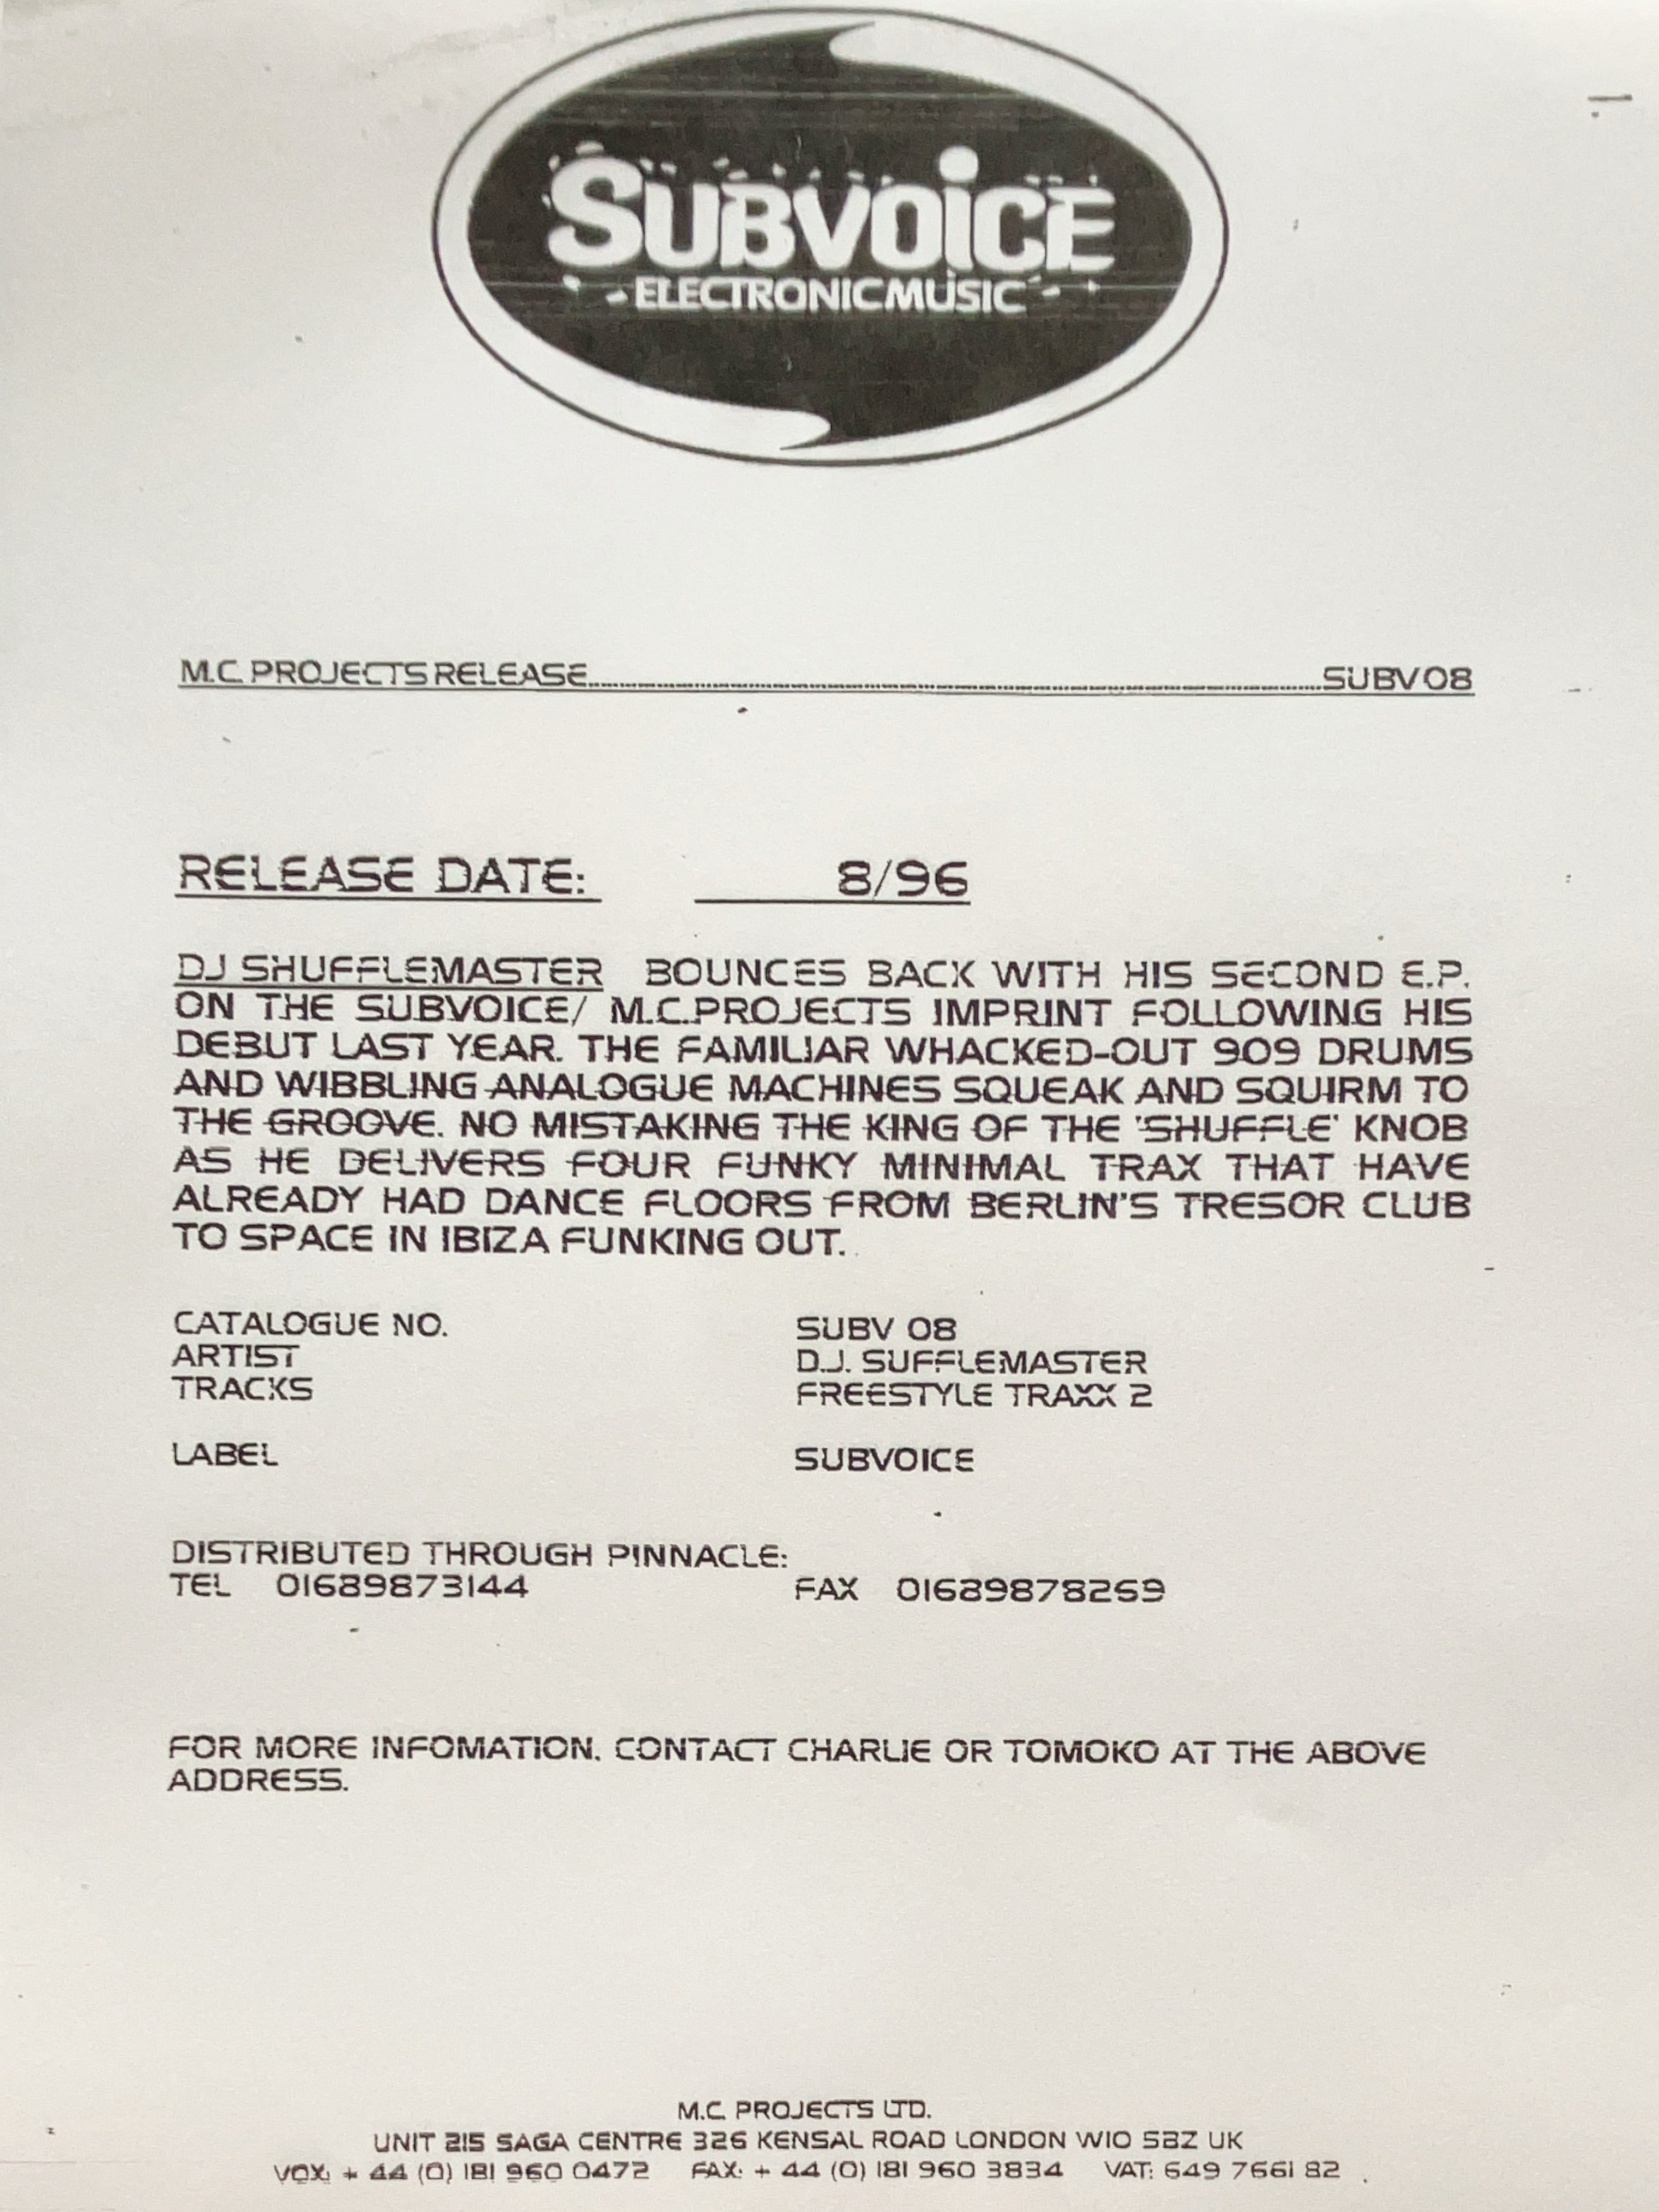 SUBVOICE
ELECTRONICMUSIC
M.C. PROJECTS RELEASE..........SUBV 08
RELEASE DATE: 8/96
DJ SHUFFLEMASTER BOUNCES BACK WITH HIS SECOND E.P.
ON THE SUBVOICE/ M.C.PROJECTS IMPRINT FOLLOWING HIS
DEBUT LAST YEAR. THE FAMILIAR WHACKED-OUT 909 DRUMS
AND WIBBLING ANALOGUE MACHINES SQUEAK AND SQUIRM TO
THE GROOVE. NO MISTAKING THE KING OF THE 'SHUFFLE' KNOB
AS HE DELIVERS FOUR FUNKY MINIMAL TRAX THAT HAVE
ALREADY HAD DANCE FLOORS FROM BERLIN'S TRESOR CLUB
TO SPACE IN IBIZA FUNKING OUT.
CATALOGUE NO. SUBV 08
ARTIST D.J. SUFFLEMASTER
TRACKS FREESTYLE TRAXX 2
LABEL SUBVOICE
DISTRIBUTED THROUGH PINNACLE:
TEL 01689873144 FAX 01689878269
FOR MORE INFOMATION. CONTACT CHARLIE OR TOMOKO AT THE ABOVE
ADDRESS.
M.C. PROJECTS LTD.
UNIT 215 SAGA CENTRE 326 KENSAL ROAD LONDON W10 5BZ UK
VOX: + 44 (0) 181 960 0472 FAX: + 44 (0) 181 960 3834 VAT: 649 7661 82